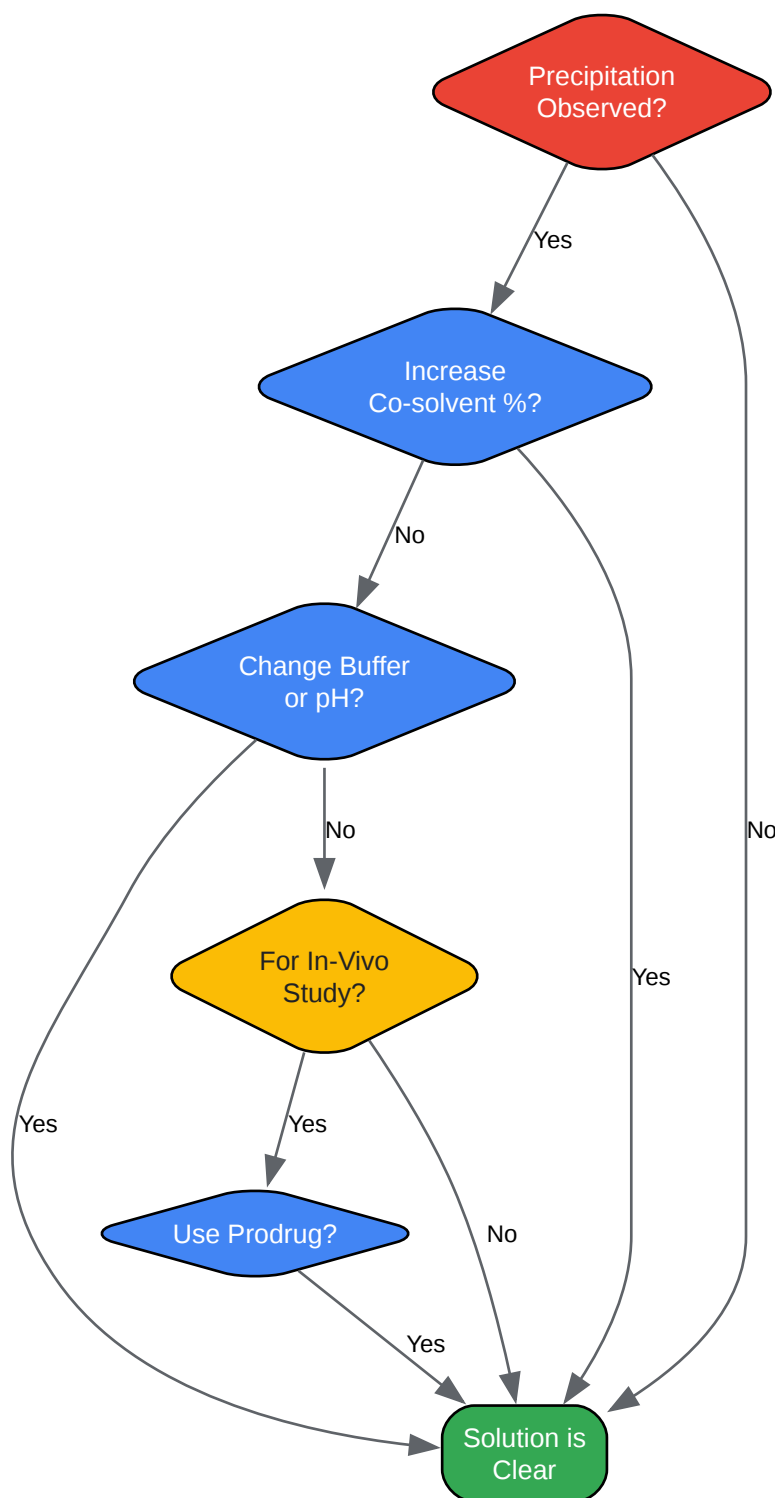 Precipitation
Observed?
Yes
Increase
Co-solvent %?
No
Change Buffer
or pH?
No
No
For In-Vivo
Study?
Yes
Yes
Yes
Use Prodrug?
No
Yes
Solution is
Clear